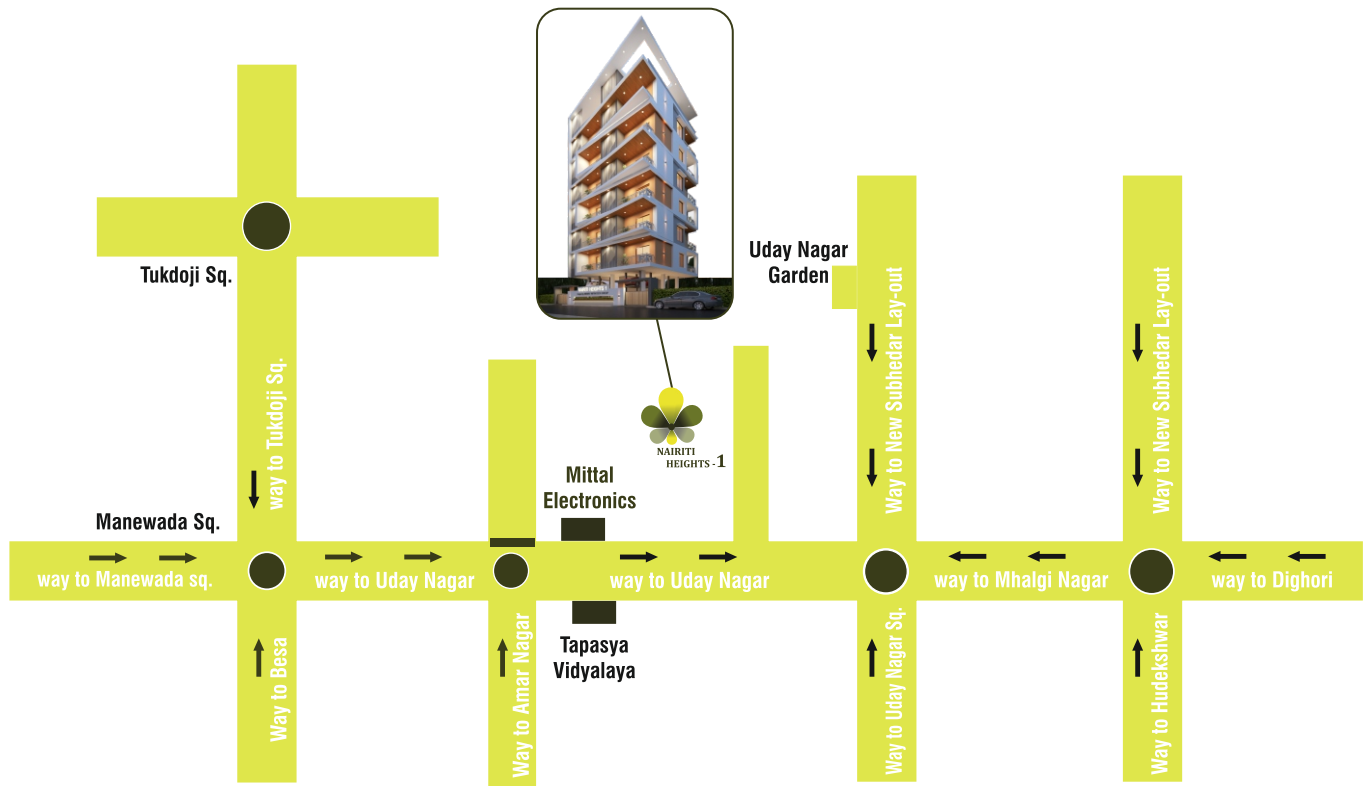 Uday Nagar
Garden
Tukdoji Sq.
way to Tukdoji Sq.
Way to New Subhedar Lay-out
Way to New Subhedar Lay-out
NAIRITI
HEIGHTS - 1
Mittal
Electronics
Manewada Sq.
way to Manewada sq.
way to Uday Nagar
way to Uday Nagar
way to Mhalgi Nagar
way to Dighori
Tapasya
Vidyalaya
Way to Besa
Way to Amar Nagar
Way to Uday Nagar Sq.
Way to Hudekshwar